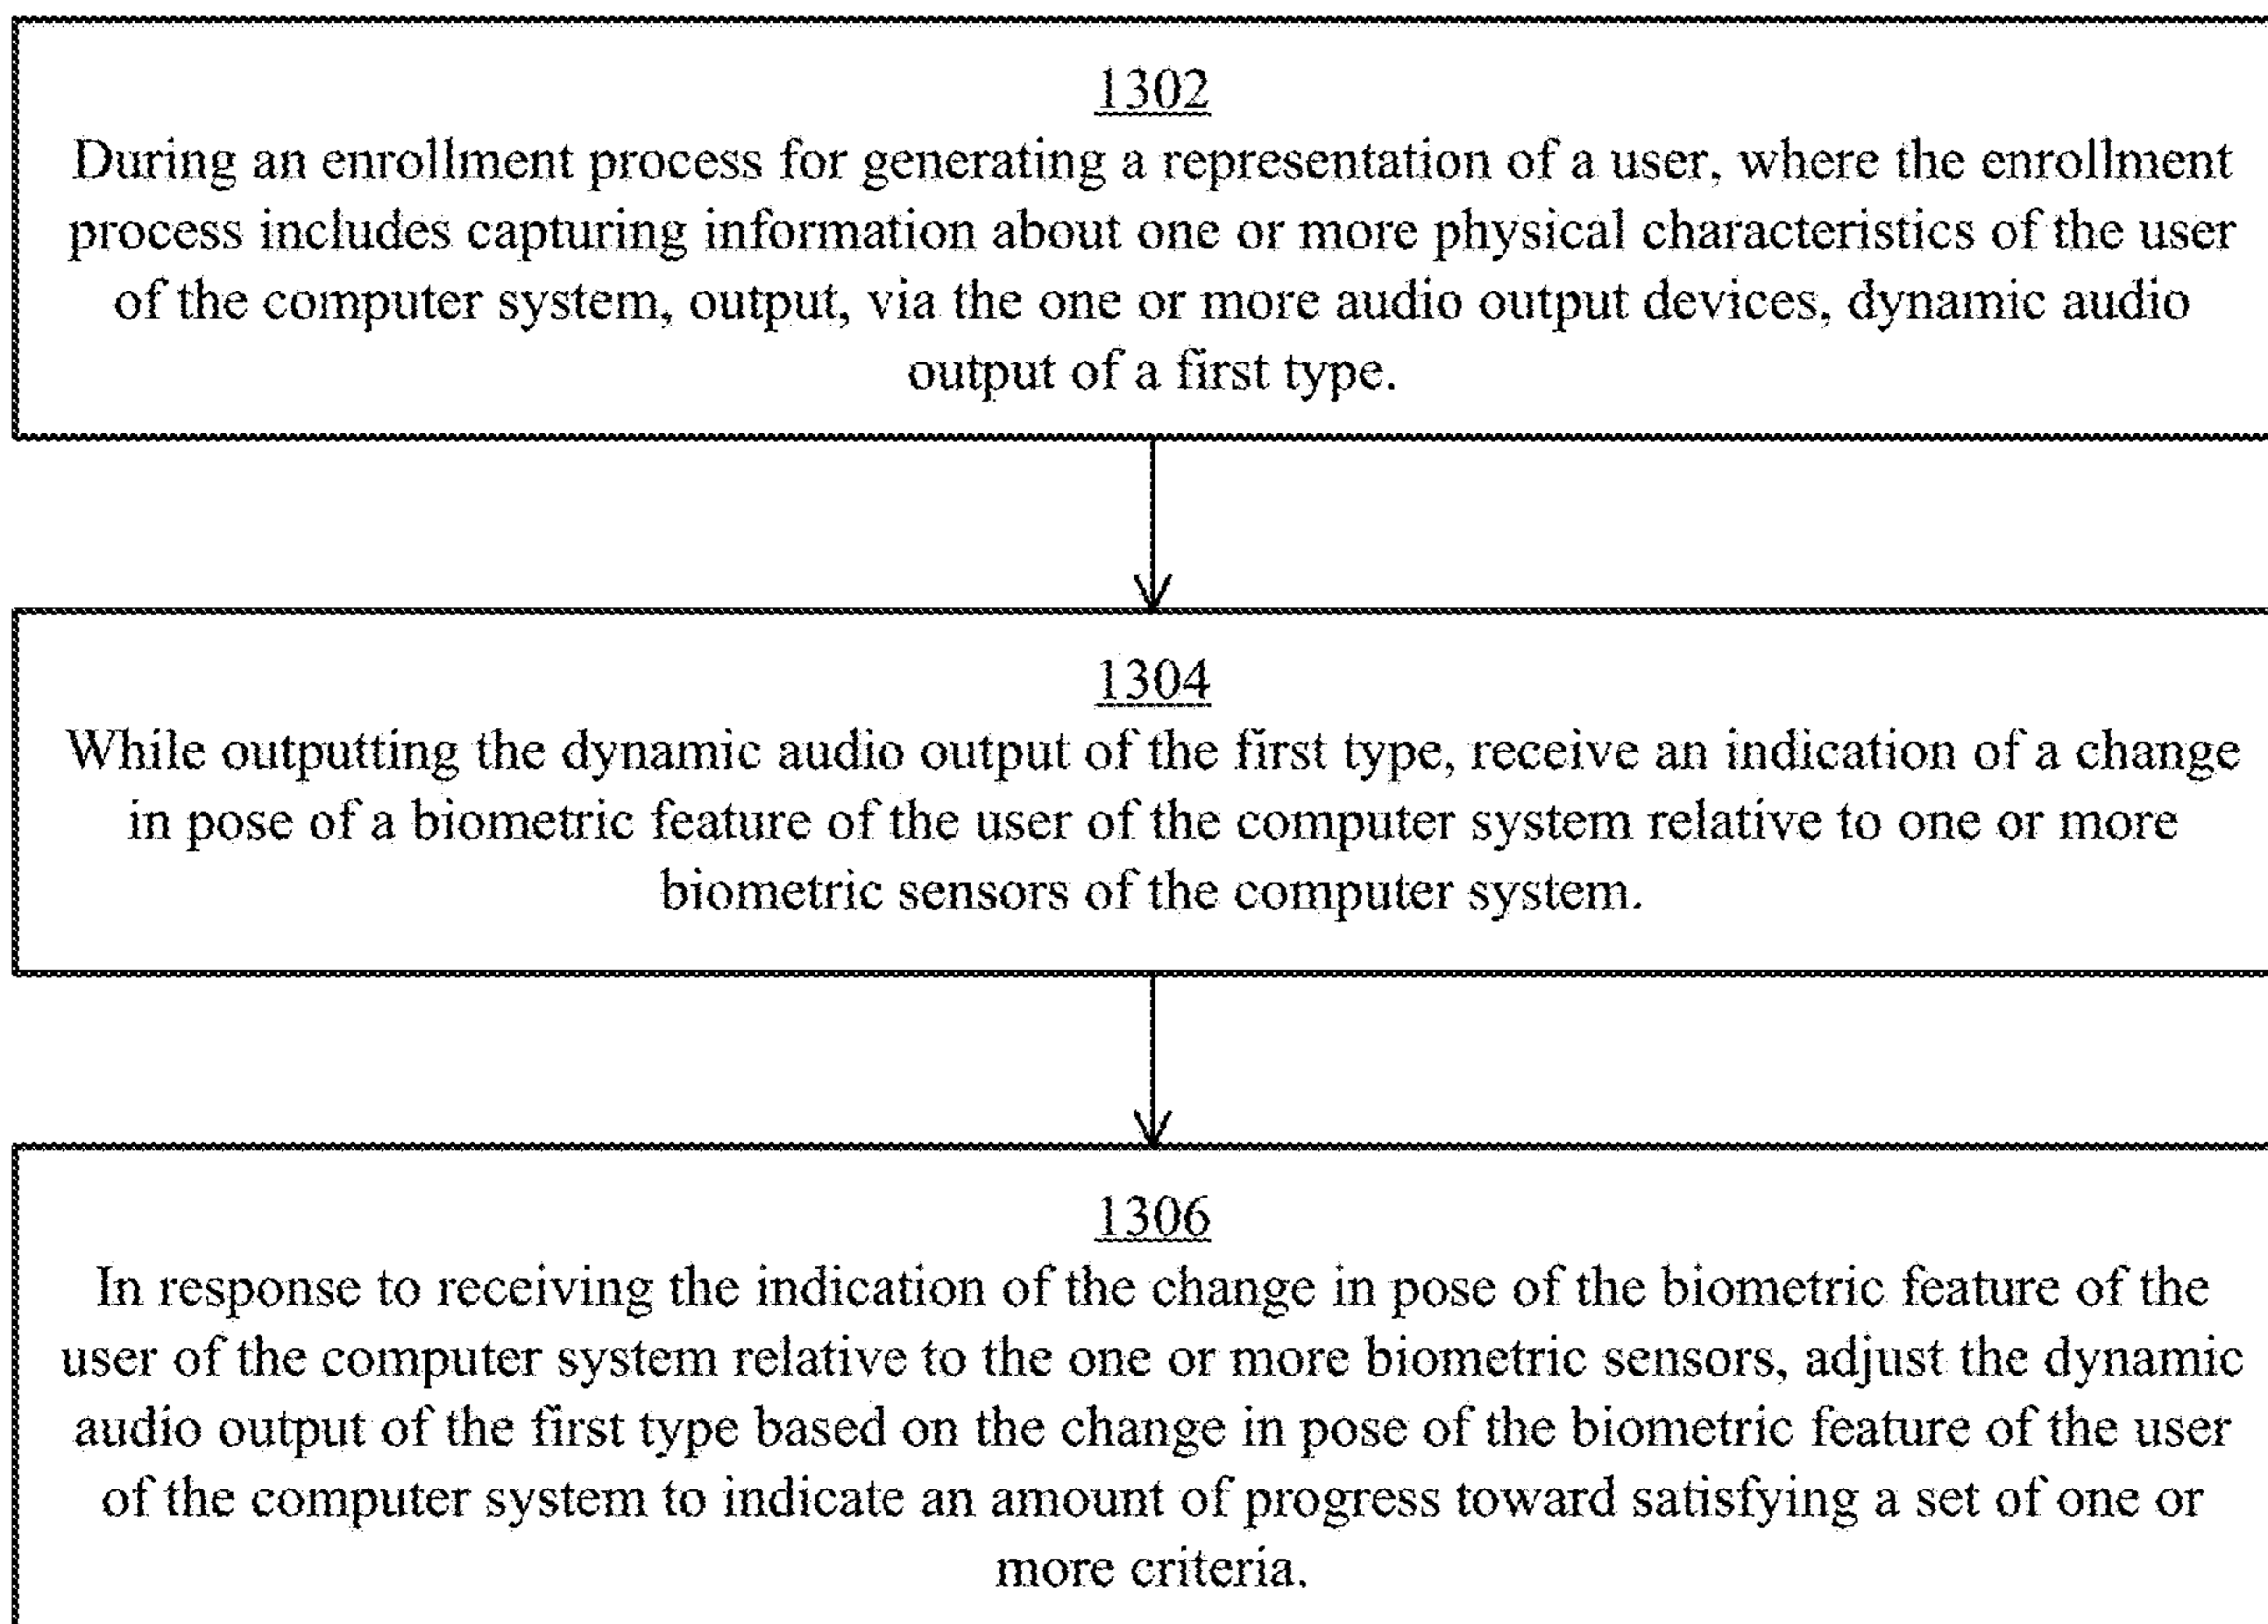 1302
During an enrollment process for generating a representation of a user, where the enrollment
process includes capturing information about one or more physical characteristics of the user
of the computer system, output, via the one or more audio output devices, dynamic audio
output of a first type.
1304
While outputting the dynamic audio output of the first type, receive an indication of a change
in pose of a biometric feature of the user of the computer system relative to one or more
biometric sensors of the computer system.
1306
In response to receiving the indication of the change in pose of the biometric feature of the
user of the computer system relative to the one or more biometric sensors, adjust the dynamic
audio output of the first type based on the change in pose of the biometric feature of the user
of the computer system to indicate an amount of progress toward satisfying a set of one or
more criteria.